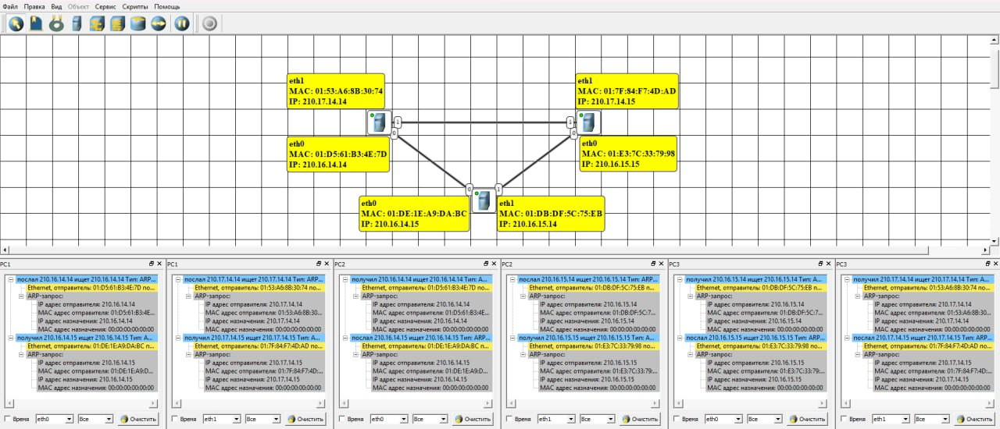 Файл Правка Вид Объект Сервис Скрипты Помощь
eth1
MAC: 01:53:A6:8B:30:74
IP: 210.17.14.14
eth1
MAC: 01:7F:84:F7:4D:AD
IP: 210.17.14.15
1
1
0
0
eth0
MAC: 01:D5:61:B3:4E:7D
IP: 210.16.14.14
eth0
MAC: 01:E3:7C:33:79:98
IP: 210.16.15.15
0
1
eth0
MAC: 01:DE:1E:A9:DA:BC
IP: 210.16.14.15
eth1
MAC: 01:DB:DF:5C:75:EB
IP: 210.16.15.14
PC1
послал 210.16.14.14 ищет 210.16.14.14 Тип: ARP...
Ethernet, отправитель: 01:D5:61:B3:4E:7D по...
ARP-запрос:
IP адрес отправителя: 210.16.14.14
MAC адрес отправителя: 01:D5:61:B3:4E...
IP адрес назначения: 210.16.14.14
MAC адрес назначения: 00:00:00:00:00:00
получил 210.16.14.15 ищет 210.16.14.15 Тип: A...
Ethernet, отправитель: 01:DE:1E:A9:DA:BC по...
ARP-запрос:
IP адрес отправителя: 210.16.14.15
MAC адрес отправителя: 01:DE:1E:A9:D...
IP адрес назначения: 210.16.14.15
MAC адрес назначения: 00:00:00:00:00:00
Время eth0 Все Очистить
PC1
послал 210.17.14.14 ищет 210.17.14.14 Тип: ARP...
Ethernet, отправитель: 01:53:A6:8B:30:74 по...
ARP-запрос:
IP адрес отправителя: 210.17.14.14
MAC адрес отправителя: 01:53:A6:8B:30...
IP адрес назначения: 210.17.14.14
MAC адрес назначения: 00:00:00:00:00:00
получил 210.17.14.15 ищет 210.17.14.15 Тип: A...
Ethernet, отправитель: 01:7F:84:F7:4D:AD по...
ARP-запрос:
IP адрес отправителя: 210.17.14.15
MAC адрес отправителя: 01:7F:84:F7:4D:...
IP адрес назначения: 210.17.14.15
MAC адрес назначения: 00:00:00:00:00:00
Время eth1 Все Очистить
PC2
получил 210.16.14.14 ищет 210.16.14.14 Тип: A...
Ethernet, отправитель: 01:D5:61:B3:4E:7D по...
ARP-запрос:
IP адрес отправителя: 210.16.14.14
MAC адрес отправителя: 01:D5:61:B3:4E...
IP адрес назначения: 210.16.14.14
MAC адрес назначения: 00:00:00:00:00:00
послал 210.16.14.15 ищет 210.16.14.15 Тип: ARP...
Ethernet, отправитель: 01:DE:1E:A9:DA:BC п...
ARP-запрос:
IP адрес отправителя: 210.16.14.15
MAC адрес отправителя: 01:DE:1E:A9:D...
IP адрес назначения: 210.16.14.15
MAC адрес назначения: 00:00:00:00:00:00
Время eth0 Все Очистить
PC2
послал 210.16.15.14 ищет 210.16.15.14 Тип: ARP...
Ethernet, отправитель: 01:DB:DF:5C:75:EB п...
ARP-запрос:
IP адрес отправителя: 210.16.15.14
MAC адрес отправителя: 01:DB:DF:5C:7...
IP адрес назначения: 210.16.15.14
MAC адрес назначения: 00:00:00:00:00:00
получил 210.16.15.15 ищет 210.16.15.15 Тип: A...
Ethernet, отправитель: 01:E3:7C:33:79:98 по...
ARP-запрос:
IP адрес отправителя: 210.16.15.15
MAC адрес отправителя: 01:E3:7C:33:79:...
IP адрес назначения: 210.16.15.15
MAC адрес назначения: 00:00:00:00:00:00
Время eth1 Все Очистить
PC3
получил 210.16.15.14 ищет 210.16.15.14 Тип: A...
Ethernet, отправитель: 01:DB:DF:5C:75:EB по...
ARP-запрос:
IP адрес отправителя: 210.16.15.14
MAC адрес отправителя: 01:DB:DF:5C:7...
IP адрес назначения: 210.16.15.14
MAC адрес назначения: 00:00:00:00:00:00
послал 210.16.15.15 ищет 210.16.15.15 Тип: ARP...
Ethernet, отправитель: 01:E3:7C:33:79:98 по...
ARP-запрос:
IP адрес отправителя: 210.16.15.15
MAC адрес отправителя: 01:E3:7C:33:79:...
IP адрес назначения: 210.16.15.15
MAC адрес назначения: 00:00:00:00:00:00
Время eth0 Все Очистить
PC3
получил 210.17.14.14 ищет 210.17.14.14 Тип: A...
Ethernet, отправитель: 01:53:A6:8B:30:74 по...
ARP-запрос:
IP адрес отправителя: 210.17.14.14
MAC адрес отправителя: 01:53:A6:8B:30...
IP адрес назначения: 210.17.14.14
MAC адрес назначения: 00:00:00:00:00:00
послал 210.17.14.15 ищет 210.17.14.15 Тип: ARP...
Ethernet, отправитель: 01:7F:84:F7:4D:AD по...
ARP-запрос:
IP адрес отправителя: 210.17.14.15
MAC адрес отправителя: 01:7F:84:F7:4D:...
IP адрес назначения: 210.17.14.15
MAC адрес назначения: 00:00:00:00:00:00
Время eth1 Все Очистить